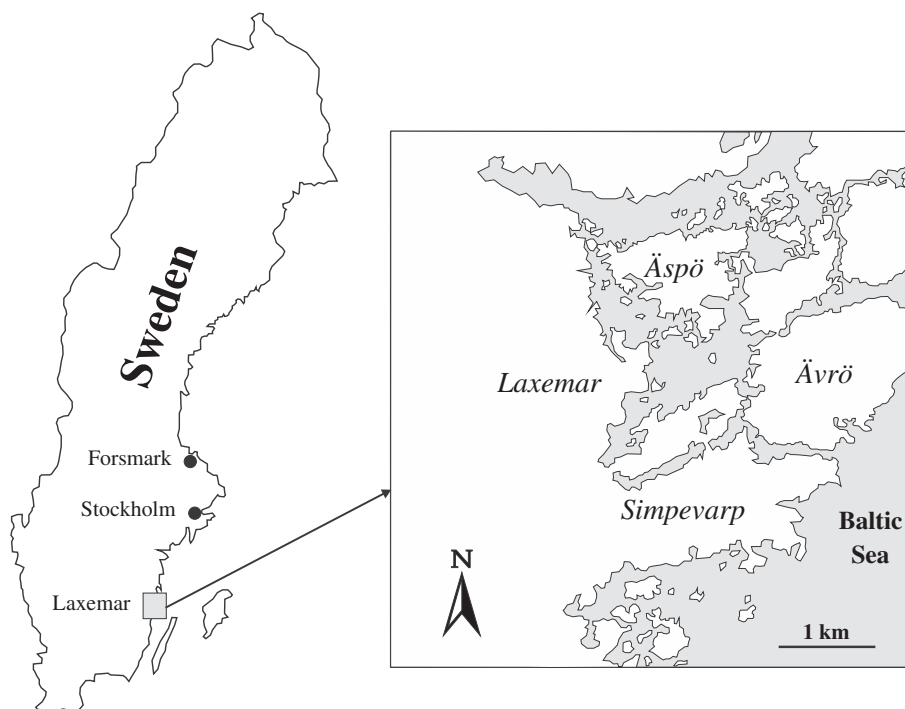 Sweden
Forsmark
Stockholm
Laxemar
Äspö
Laxemar
Ävrö
Simpevarp
Baltic
Sea
N
1 km